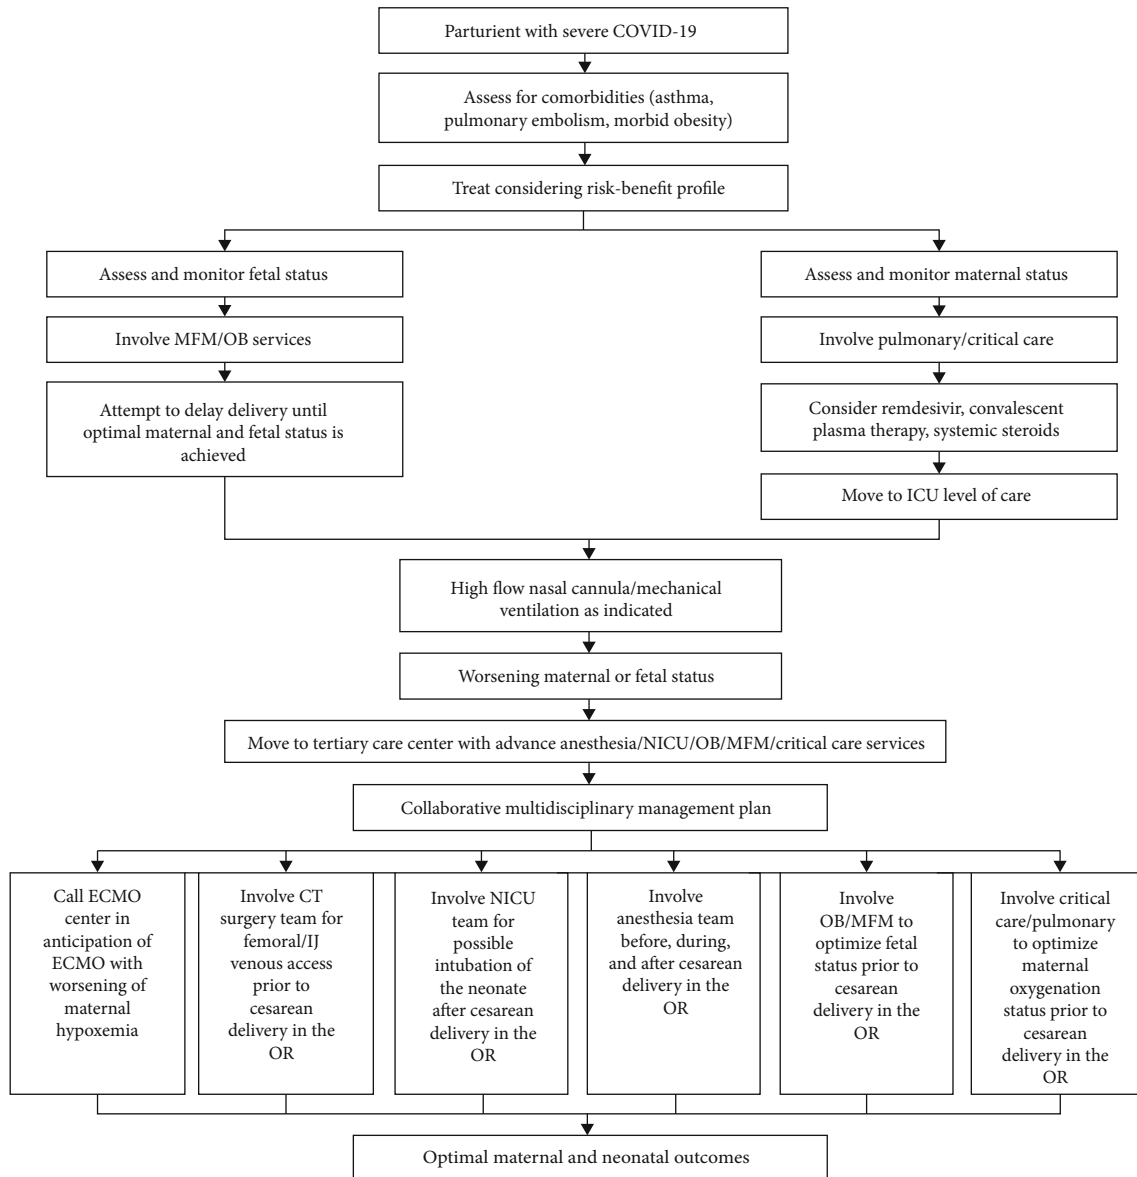 Parturient with severe COVID-19
Assess for comorbidities (asthma,
pulmonary embolism, morbid obesity)
Treat considering risk-benefit profile
Assess and monitor fetal status
Involve MFM/OB services
Attempt to delay delivery until
optimal maternal and fetal status is
achieved
Assess and monitor maternal status
Involve pulmonary/critical care
Consider remdesivir, convalescent
plasma therapy, systemic steroids
Move to ICU level of care
High flow nasal cannula/mechanical
ventilation as indicated
Worsening maternal or fetal status
Move to tertiary care center with advance anesthesia/NICU/OB/MFM/critical care services
Collaborative multidisciplinary management plan
Call ECMO
center in
anticipation of
ECMO with
worsening of
maternal
hypoxemia
Involve CT
surgery team for
femoral/IJ
venous access
prior to
cesarean
delivery in the
OR
Involve NICU
team for
possible
intubation of
the neonate
after cesarean
delivery in the
OR
Involve
anesthesia team
before, during,
and after cesarean
delivery in the
OR
Involve
OB/MFM to
optimize fetal
status prior to
cesarean
delivery in the
OR
Involve critical
care/pulmonary
to optimize
maternal
oxygenation
status prior to
cesarean
delivery in the
OR
Optimal maternal and neonatal outcomes